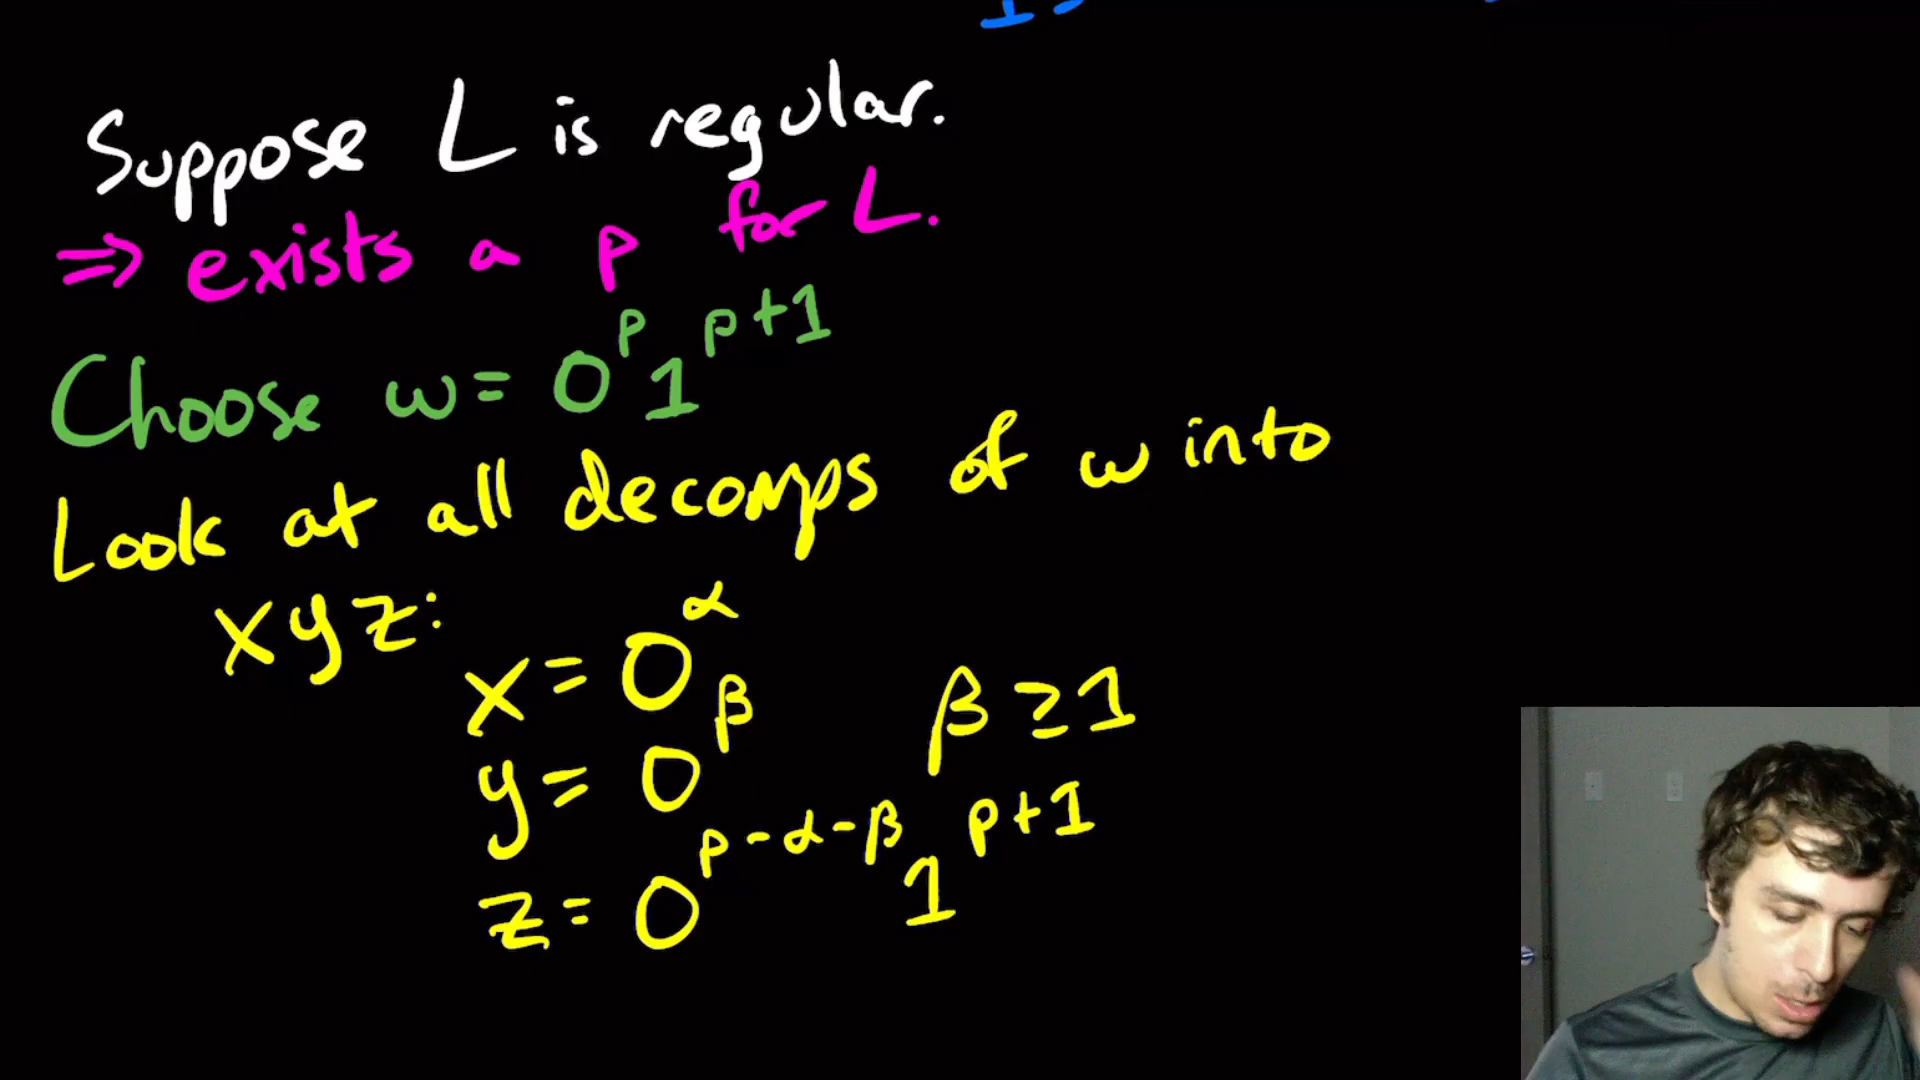 Suppose L is regular.
⇒ exists a p for L.
Choose w = 0^p 1^{p+1}
Look at all decomps of w into
xyz:
x = 0^α
y = 0^β β ≥ 1
z = 0^{p-α-β} 1^{p+1}